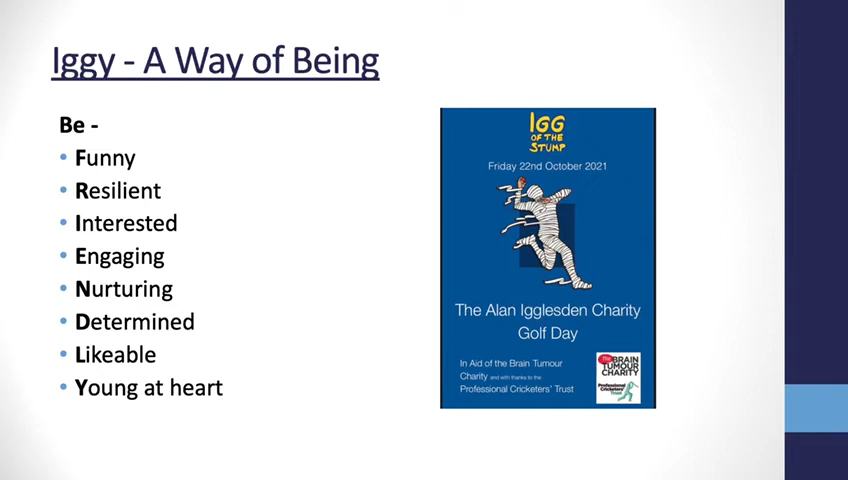 Iggy - A Way of Being
Be -
• Funny
• Resilient
• Interested
• Engaging
• Nurturing
• Determined
• Likeable
• Young at heart
IGG
OF THE
STUMP
Friday 22nd October 2021
The Alan Igglesden Charity
Golf Day
In Aid of the Brain Tumour
Charity and with thanks to the
Professional Cricketers' Trust
The BRAIN
TUMOUR
CHARITY
Professional
Cricketers'
Trust